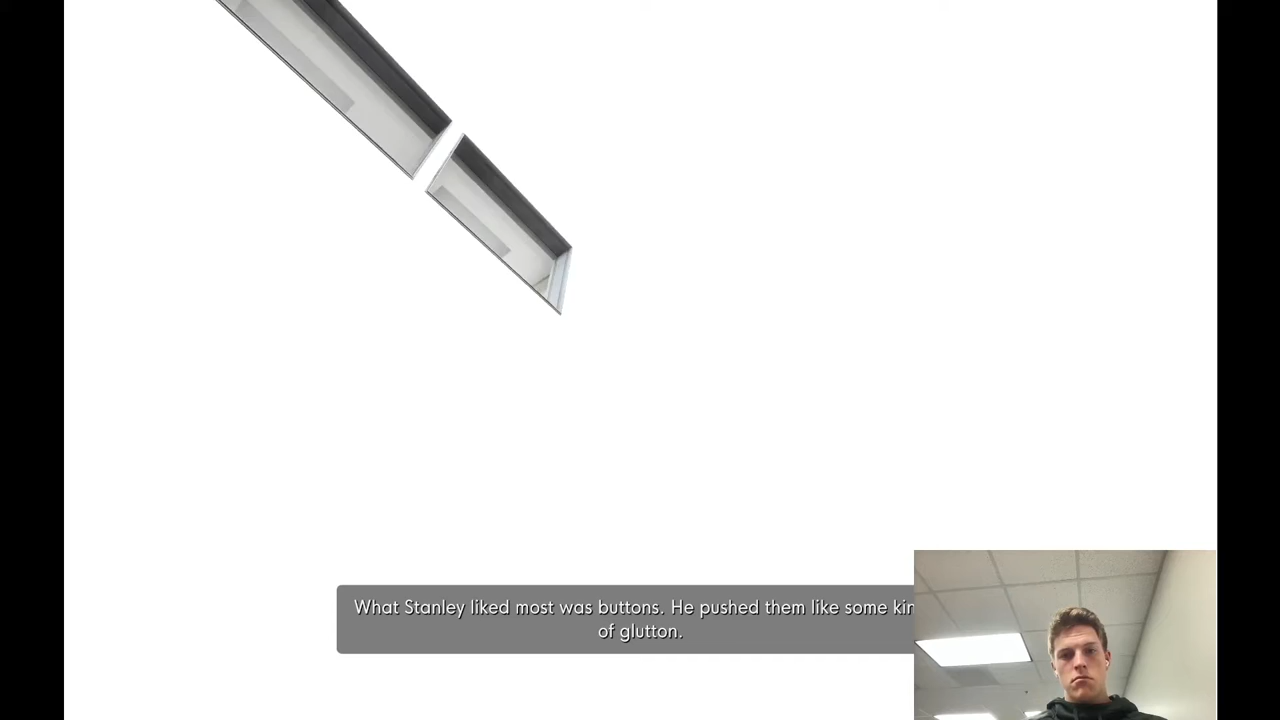 What Stanley liked most was buttons. He pushed them like some
of glutton.